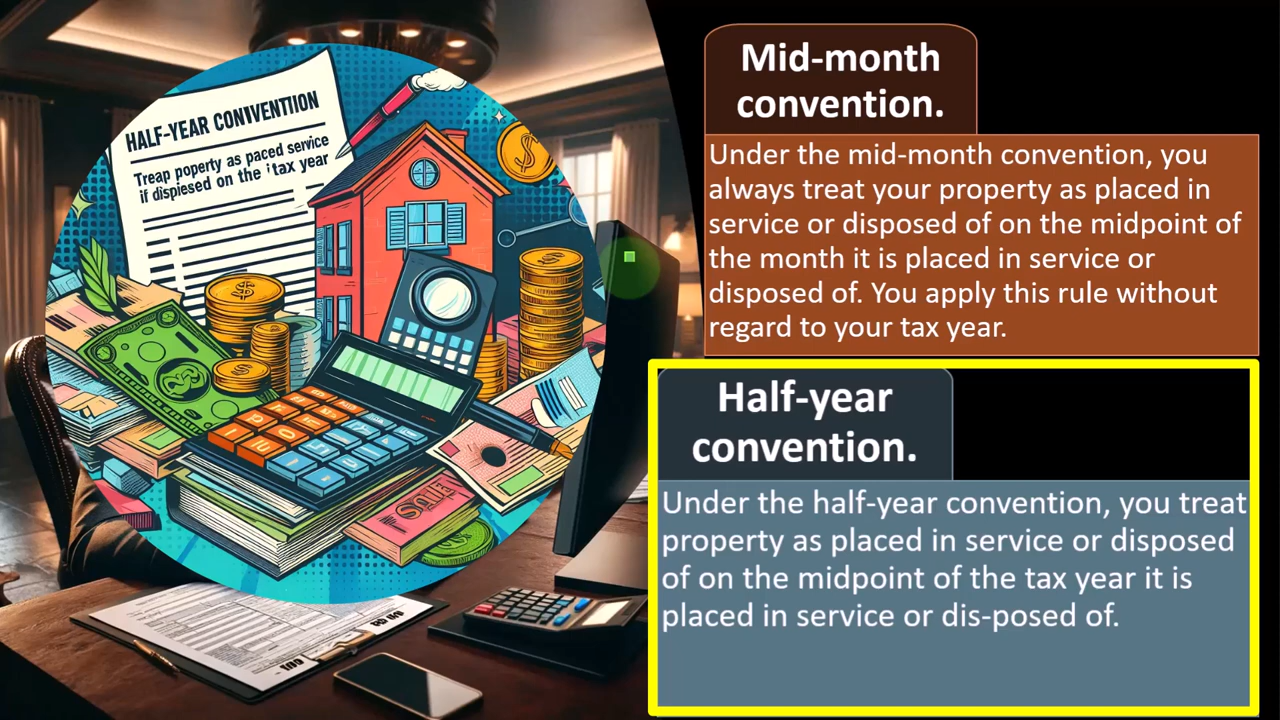 HALF-YEAR CONIVENTION
Treap poperty as paced service
if dispiesed on the 'tax year
SALE
Mid-month
convention.
Under the mid-month convention, you
always treat your property as placed in
service or disposed of on the midpoint of
the month it is placed in service or
disposed of. You apply this rule without
regard to your tax year.
Half-year
convention.
Under the half-year convention, you treat
property as placed in service or disposed
of on the midpoint of the tax year it is
placed in service or dis-posed of.